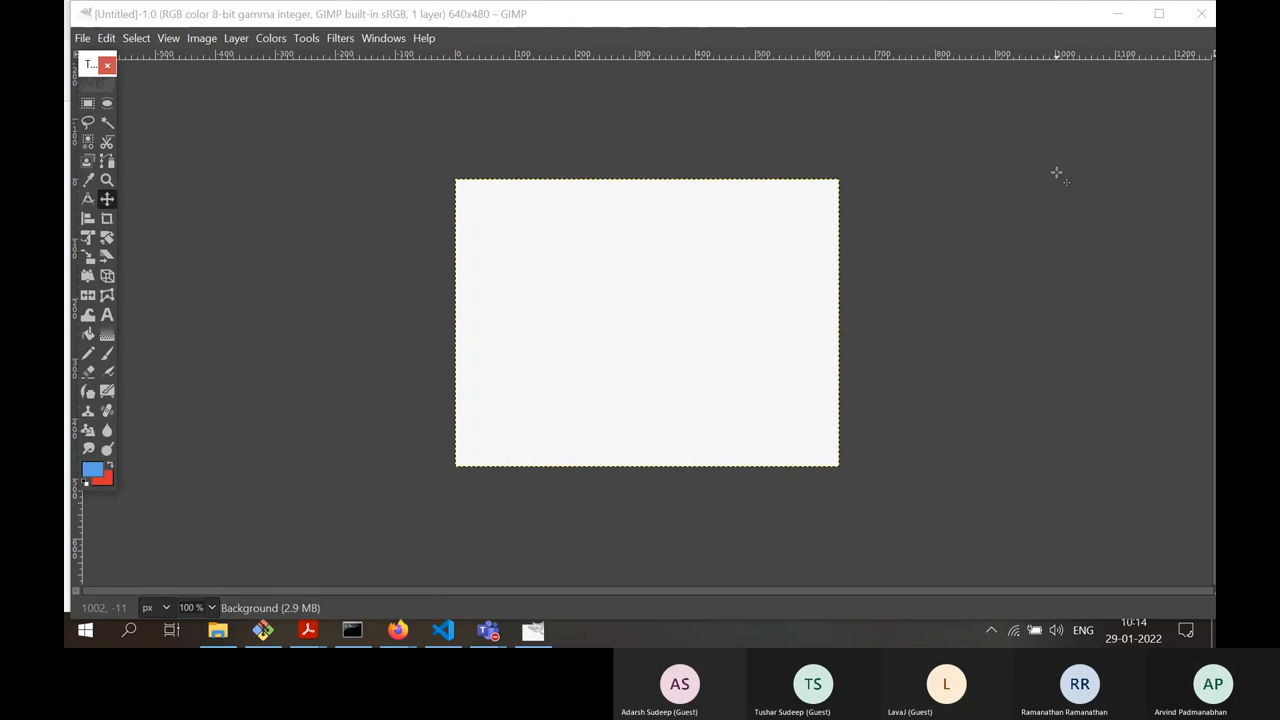 [Untitled]-1.0 (RGB color 8-bit gamma integer, GIMP built-in sRGB, 1 layer) 640x480 – GIMP
File Edit Select View Image Layer Colors Tools Filters Windows Help
T...
-500 -400 -300 -200 -100 0 100 200 300 400 500 600 700 800 900 1000 1100 1200
1002, -11 px 100 % Background (2.9 MB)
ENG
10:14
29-01-2022
AS TS L RR AP
Adarsh Sudeep (Guest) Tushar Sudeep (Guest) LavaJ (Guest) Ramanathan Ramanathan Arvind Padmanabhan